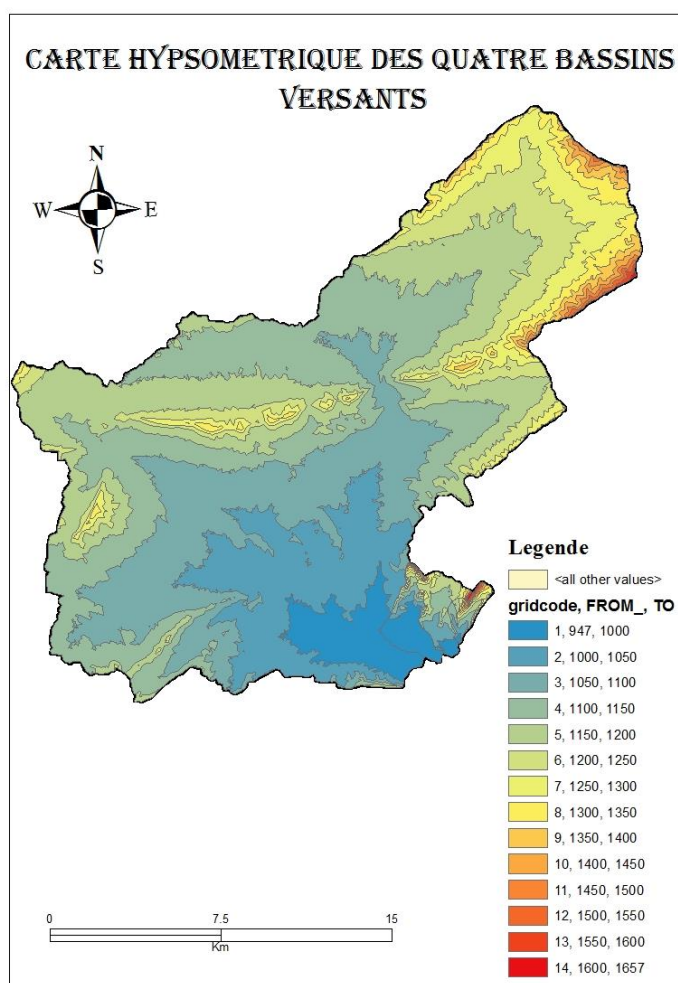 CARTE HYPSOMETRIQUE DES QUATRE BASSINS
VERSANTS
N
W E
S
Legende
<all other values>
gridcode, FROM_, TO
1, 947, 1000
2, 1000, 1050
3, 1050, 1100
4, 1100, 1150
5, 1150, 1200
6, 1200, 1250
7, 1250, 1300
8, 1300, 1350
9, 1350, 1400
10, 1400, 1450
11, 1450, 1500
12, 1500, 1550
13, 1550, 1600
14, 1600, 1657
0 7.5 15
Km